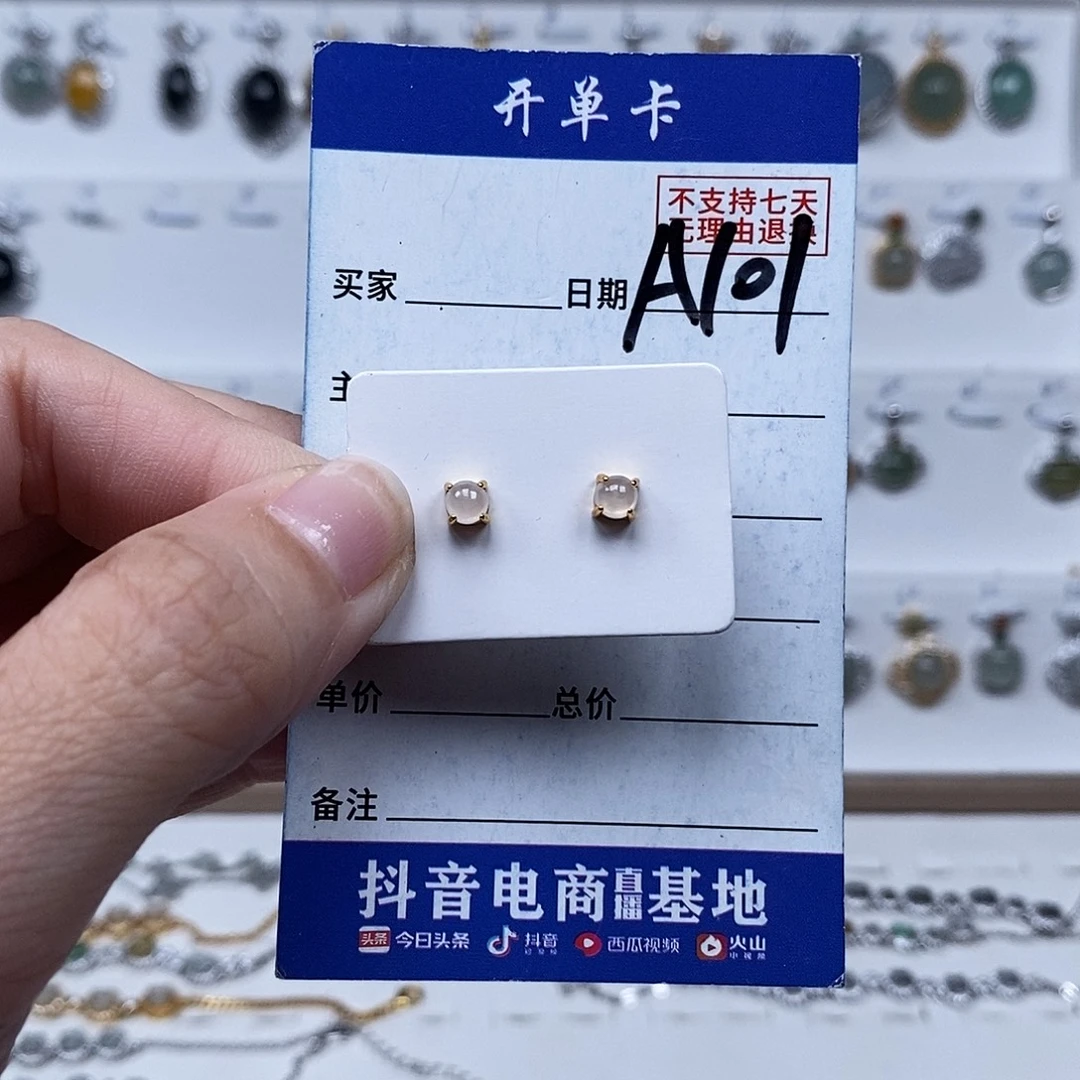 开单卡
不支持七天
无理由退换
买家
日期 A101
主
单价
总价
备注
抖音电商直播基地
头条 今日头条 抖音 西瓜视频 火山